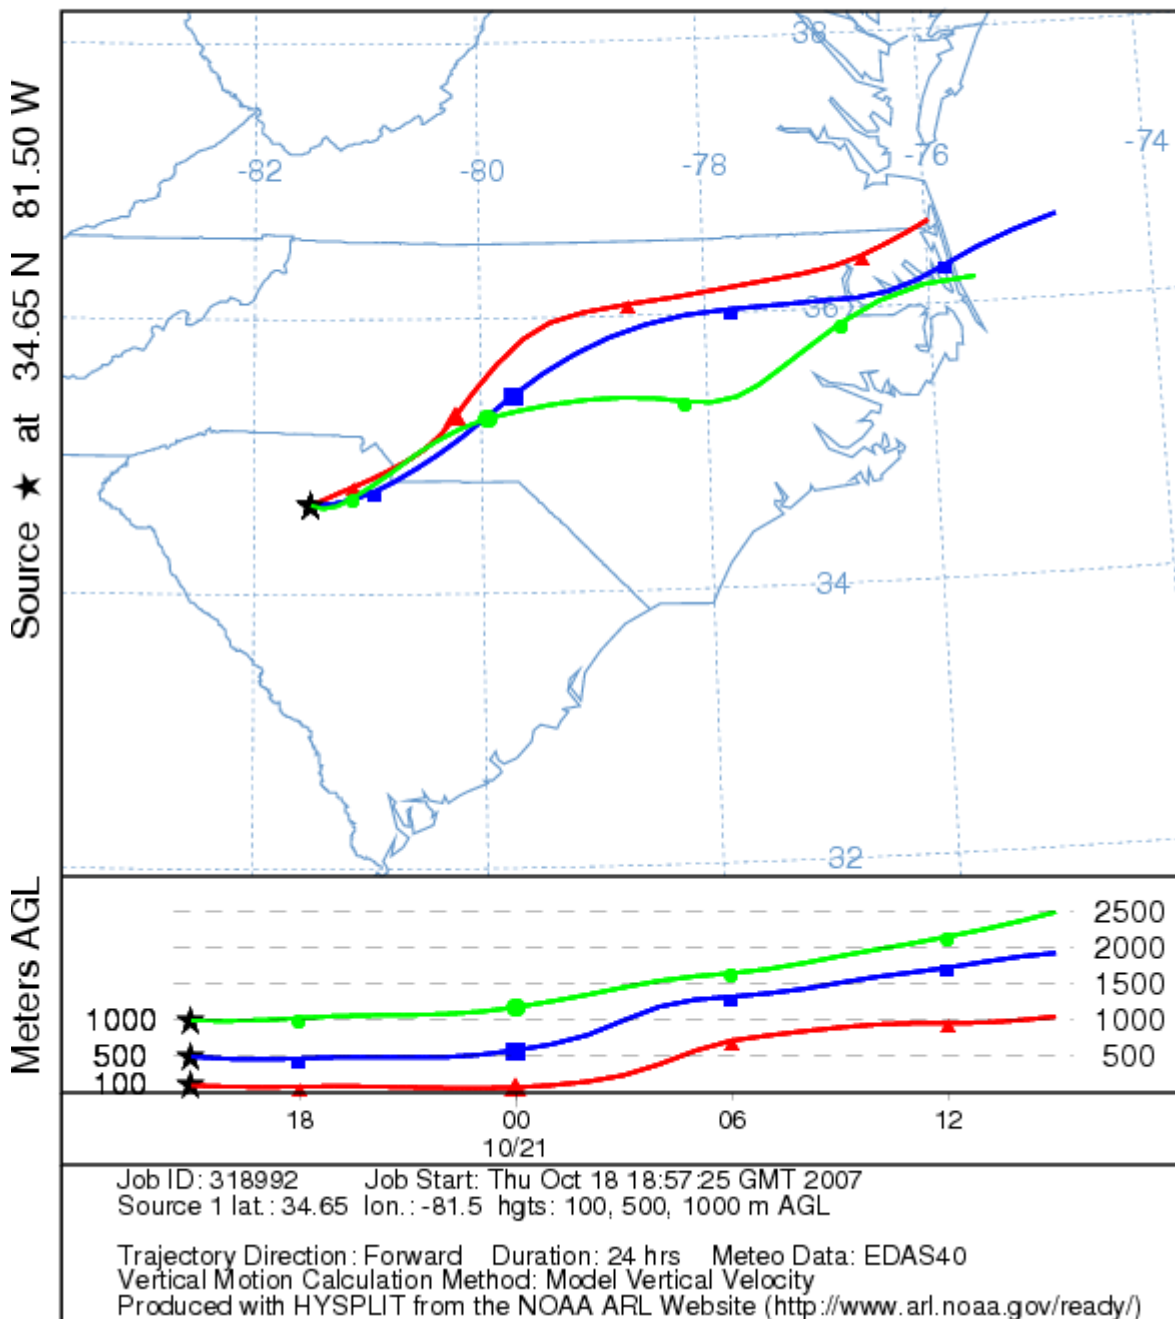 Source ★ at 34.65 N 81.50 W
38
-82
-80
-78
-76
-74
36
34
32
Meters AGL
2500
2000
1500
1000 1000
500 500
100
18 00 06 12
10/21
Job ID: 318992 Job Start: Thu Oct 18 18:57:25 GMT 2007
Source 1 lat.: 34.65 lon.: -81.5 hgts: 100, 500, 1000 m AGL
Trajectory Direction: Forward Duration: 24 hrs Meteo Data: EDAS40
Vertical Motion Calculation Method: Model Vertical Velocity
Produced with HYSPLIT from the NOAA ARL Website (http://www.arl.noaa.gov/ready/)